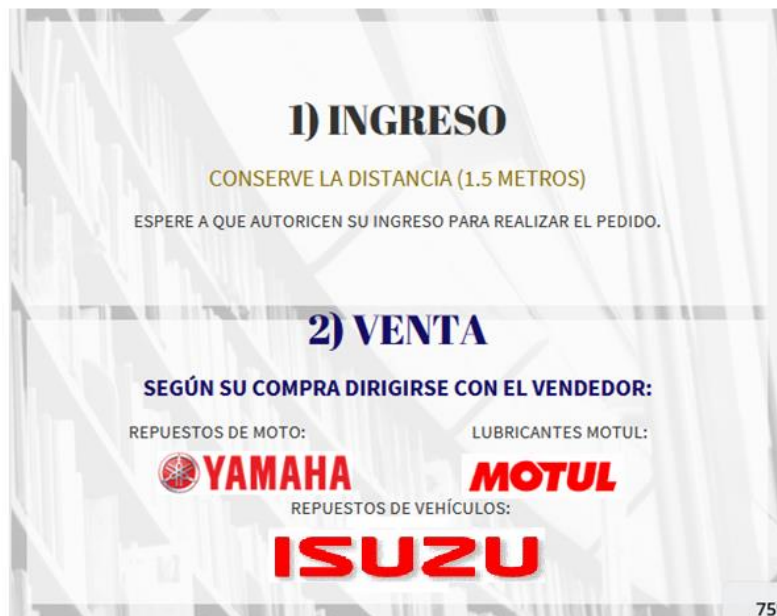 1) INGRESO
CONSERVE LA DISTANCIA (1.5 METROS)
ESPERE A QUE AUTORICEN SU INGRESO PARA REALIZAR EL PEDIDO.
2) VENTA
SEGÚN SU COMPRA DIRIGIRSE CON EL VENDEDOR:
REPUESTOS DE MOTO:
YAMAHA
LUBRICANTES MOTUL:
MOTUL
REPUESTOS DE VEHÍCULOS:
ISUZU
75